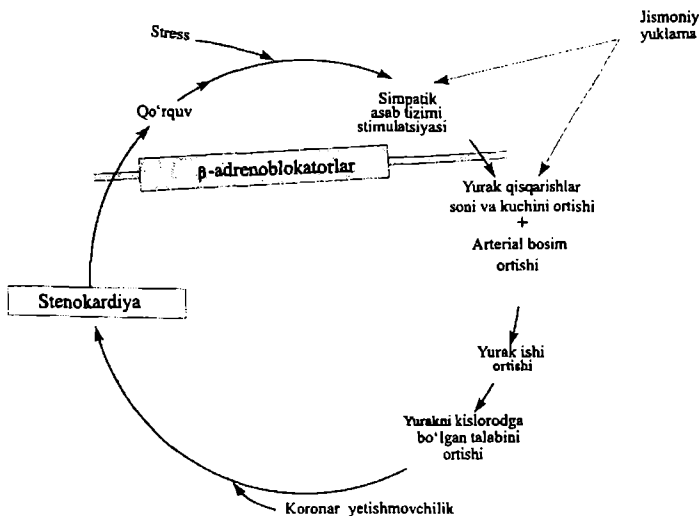 Jismoniy
yuklama
Stress
Simpatik
asab tizimi
stimulatsiyasi
Qo‘rquv
β-adrenoblokatorlar
Yurak qisqarishlar
soni va kuchini ortishi
+
Arterial bosim
ortishi
Stenokardiya
Yurak ishi
ortishi
Yurakni kislorodga
bo‘lgan talabini
ortishi
Koronar yetishmovchilik